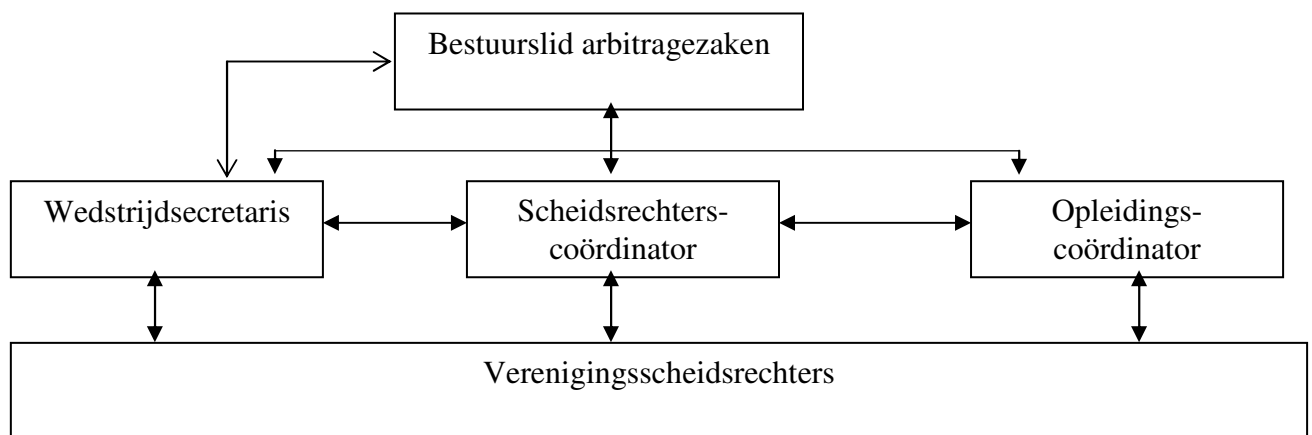 Bestuurslid arbitragezaken
Wedstrijdsecretaris
Scheidsrechters-
coördinator
Opleidings-
coördinator
Verenigingsscheidsrechters